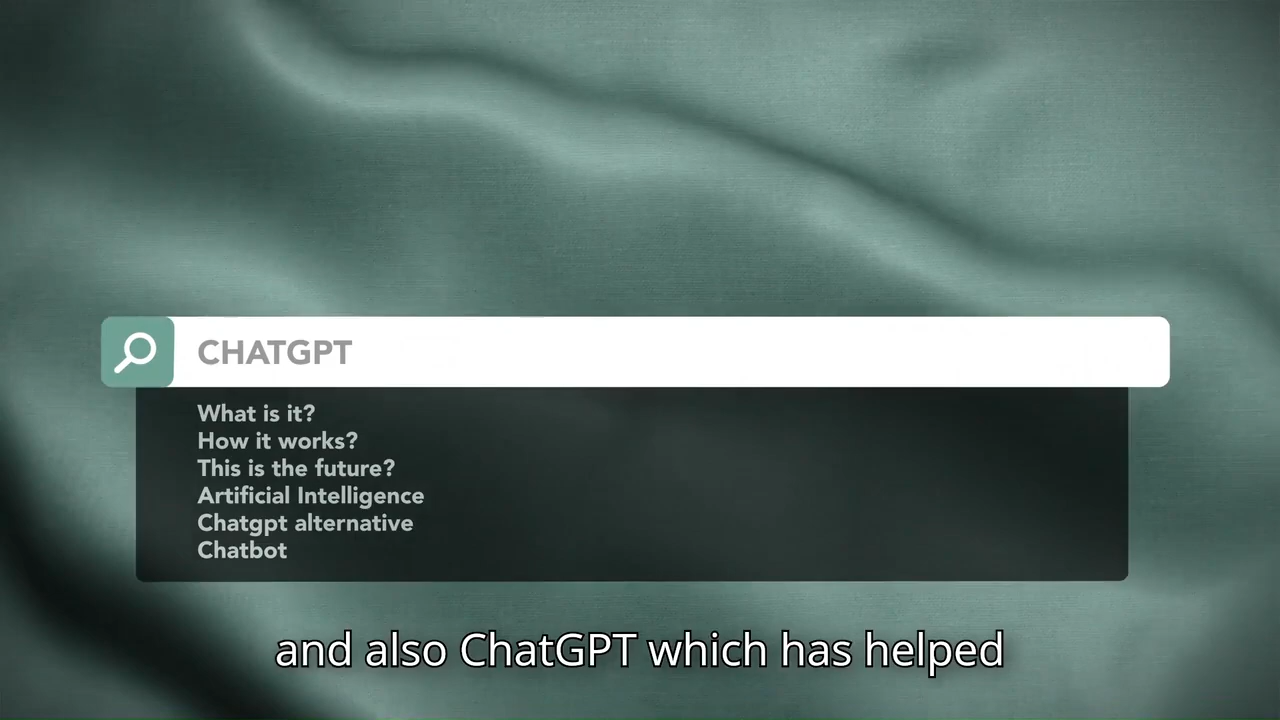 CHATGPT
What is it?
How it works?
This is the future?
Artificial Intelligence
Chatgpt alternative
Chatbot
and also ChatGPT which has helped